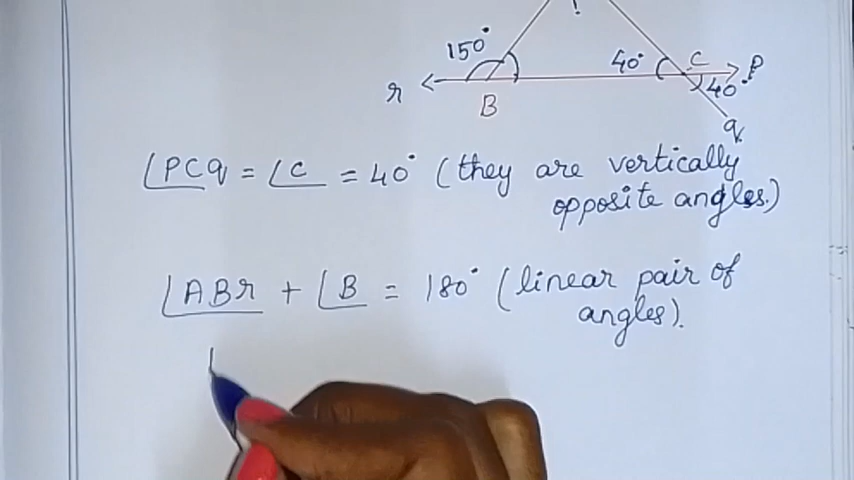 ?
150°
40° C P
r 40°
B
q
∠PCq = ∠C = 40° (they are vertically
opposite angles.)
∠ABr + ∠B = 180° (linear pair of
angles).